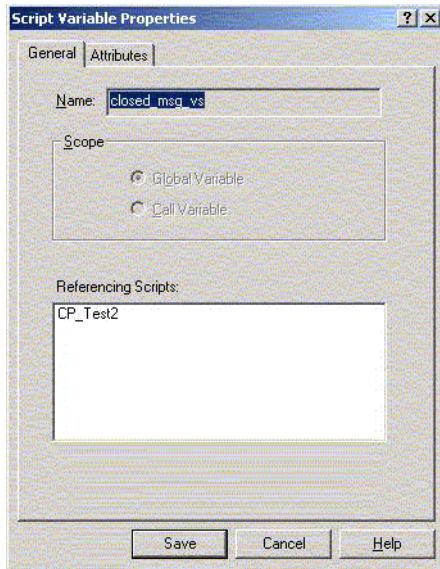 Script Variable Properties
General Attributes
Name: closed_msg_vs
Scope
Global Variable
Call Variable
Referencing Scripts:
CP_Test2
Save Cancel Help